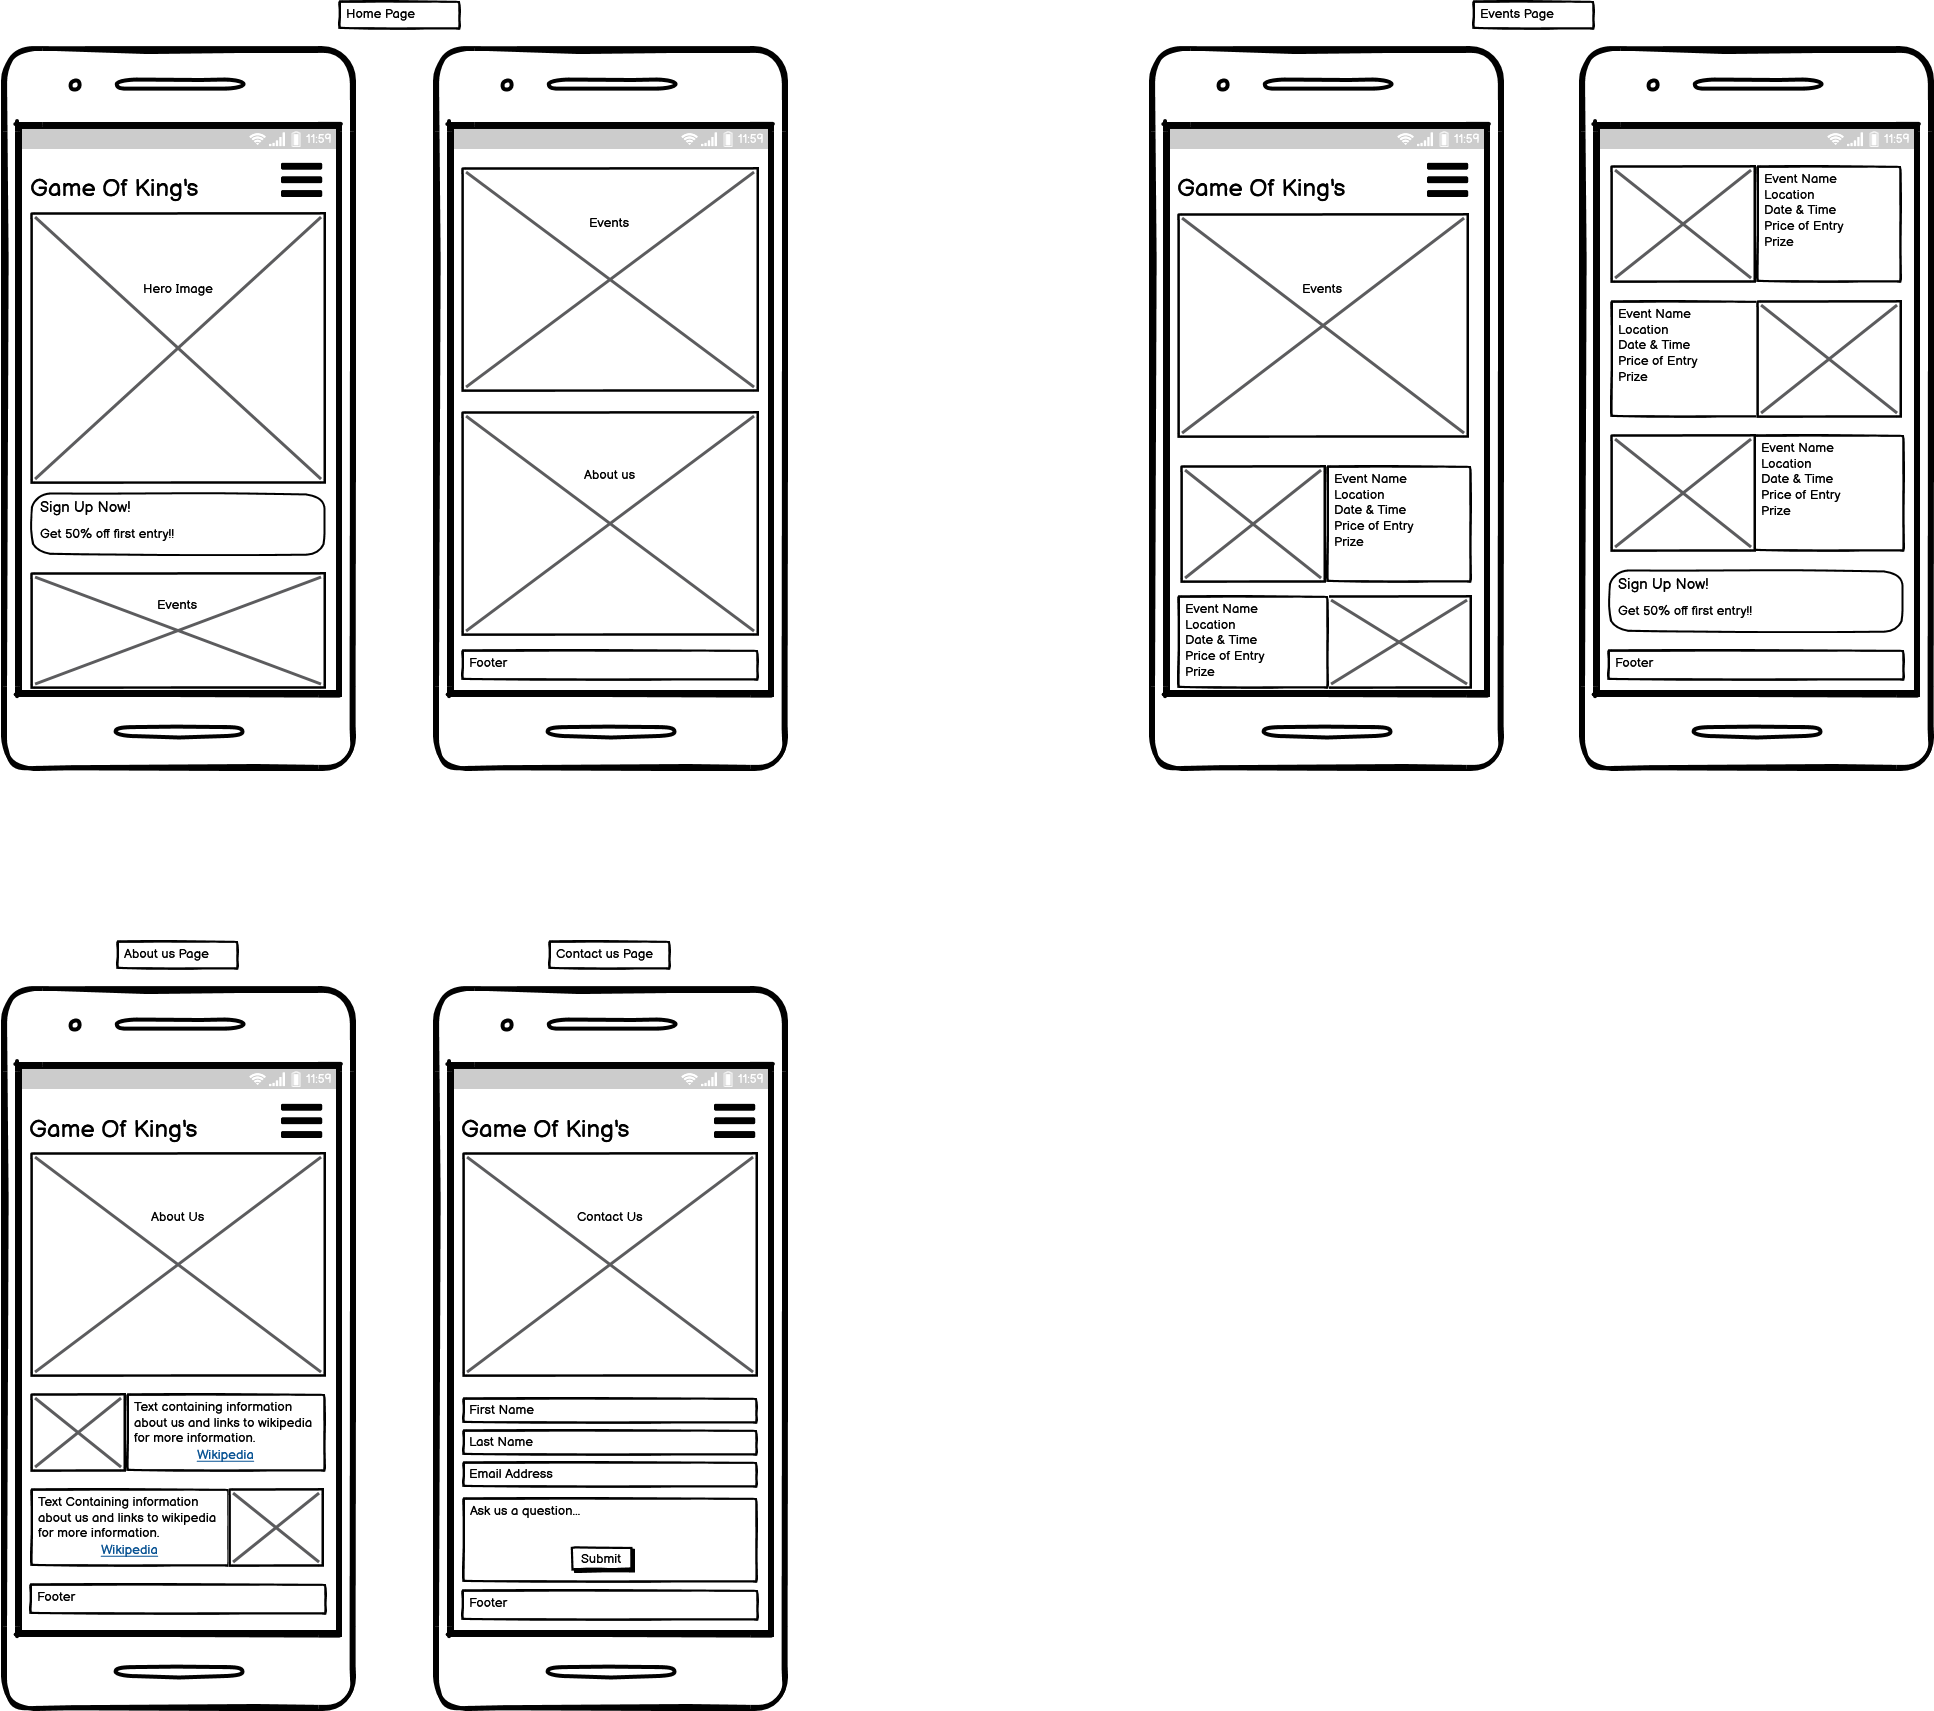 Home Page
11:59
Game Of King's
Hero Image
Sign Up Now!
Get 50% off first entry!!
Events
11:59
Events
About us
Footer
Events Page
11:59
Game Of King's
Events
Event Name
Location
Date & Time
Price of Entry
Prize
Event Name
Location
Date & Time
Price of Entry
Prize
11:59
Event Name
Location
Date & Time
Price of Entry
Prize
Event Name
Location
Date & Time
Price of Entry
Prize
Event Name
Location
Date & Time
Price of Entry
Prize
Sign Up Now!
Get 50% off first entry!!
Footer
About us Page
11:59
Game Of King's
About Us
Text containing information
about us and links to wikipedia
for more information.
Wikipedia
Text Containing information
about us and links to wikipedia
for more information.
Wikipedia
Footer
Contact us Page
11:59
Game Of King's
Contact Us
First Name
Last Name
Email Address
Ask us a question...
Submit
Footer